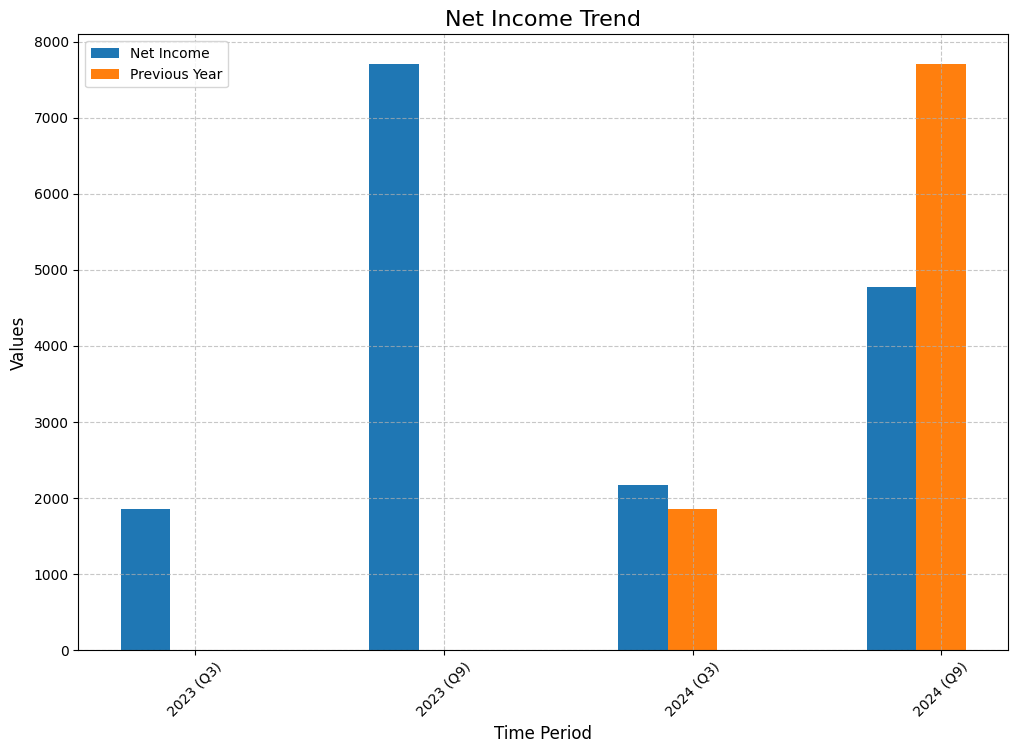 Net Income Trend
Net Income
Previous Year
8000
7000
6000
5000
4000
3000
2000
1000
0
Values
2023 (Q3)
2023 (Q9)
2024 (Q3)
2024 (Q9)
Time Period